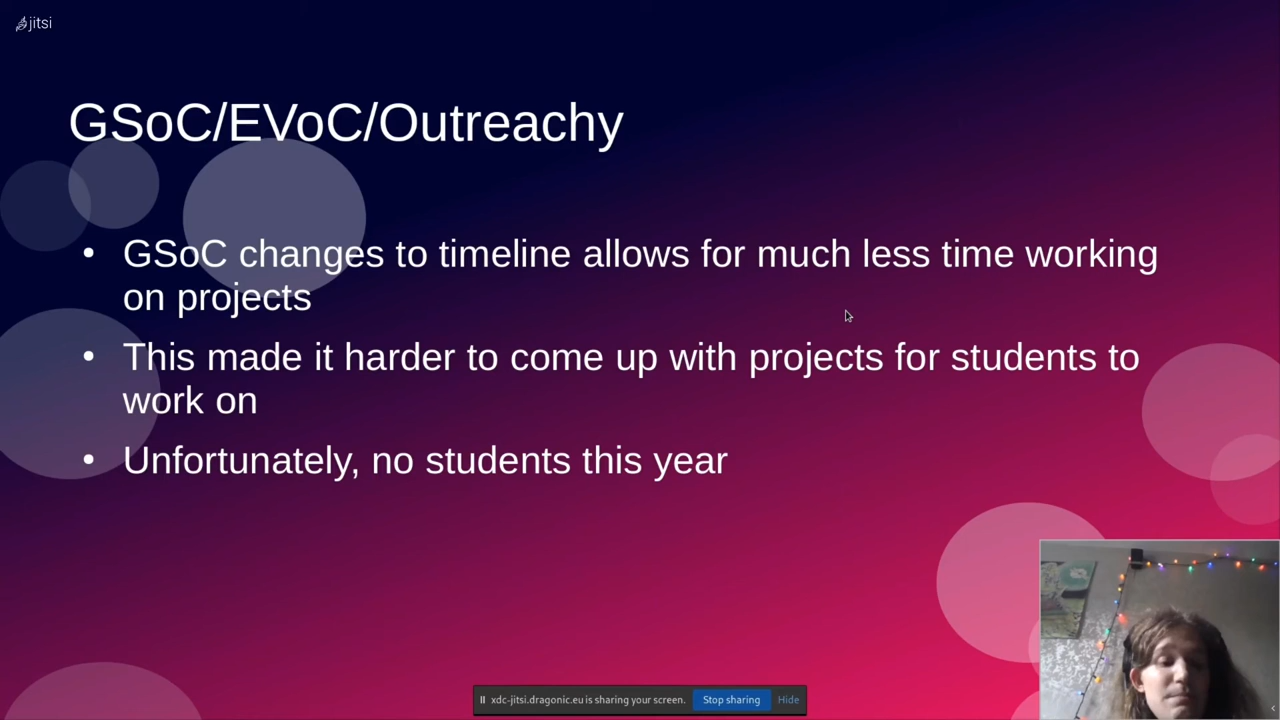 jitsi
GSoC/EVoC/Outreachy
• GSoC changes to timeline allows for much less time working
on projects
• This made it harder to come up with projects for students to
work on
• Unfortunately, no students this year
xdc-jitsi.dragonic.eu is sharing your screen. Stop sharing Hide